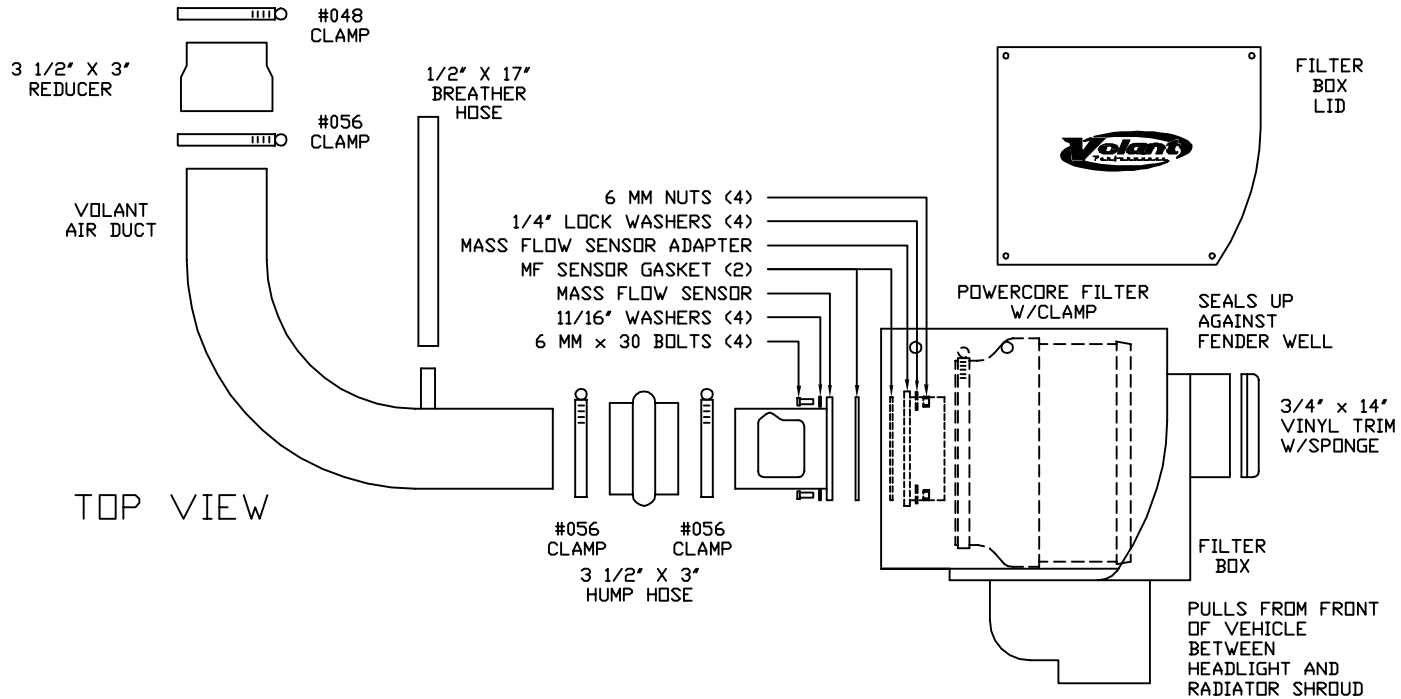 #048
CLAMP
3 1/2" X 3"
REDUCER
#056
CLAMP
1/2" X 17"
BREATHER
HOSE
VOLANT
AIR DUCT
FILTER
BOX
LID
Volant
Performance
6 MM NUTS (4)
1/4" LOCK WASHERS (4)
MASS FLOW SENSOR ADAPTER
MF SENSOR GASKET (2)
MASS FLOW SENSOR
11/16" WASHERS (4)
6 MM x 30 BOLTS (4)
POWERCORE FILTER
W/CLAMP
SEALS UP
AGAINST
FENDER WELL
3/4" x 14"
VINYL TRIM
W/SPONGE
TOP VIEW
#056
CLAMP
#056
CLAMP
3 1/2" X 3"
HUMP HOSE
FILTER
BOX
PULLS FROM FRONT
OF VEHICLE
BETWEEN
HEADLIGHT AND
RADIATOR SHROUD